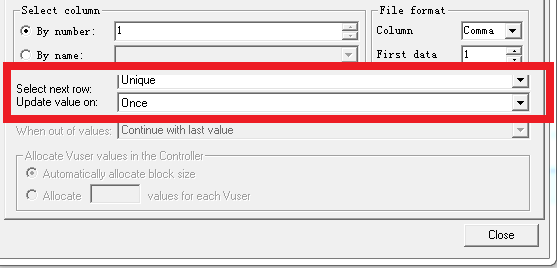 Select column
File format
By number: 1
Column Comma
By name:
First data 1
Select next row: Unique
Update value on: Once
When out of values: Continue with last value
Allocate Vuser values in the Controller
Automatically allocate block size
Allocate values for each Vuser
Close